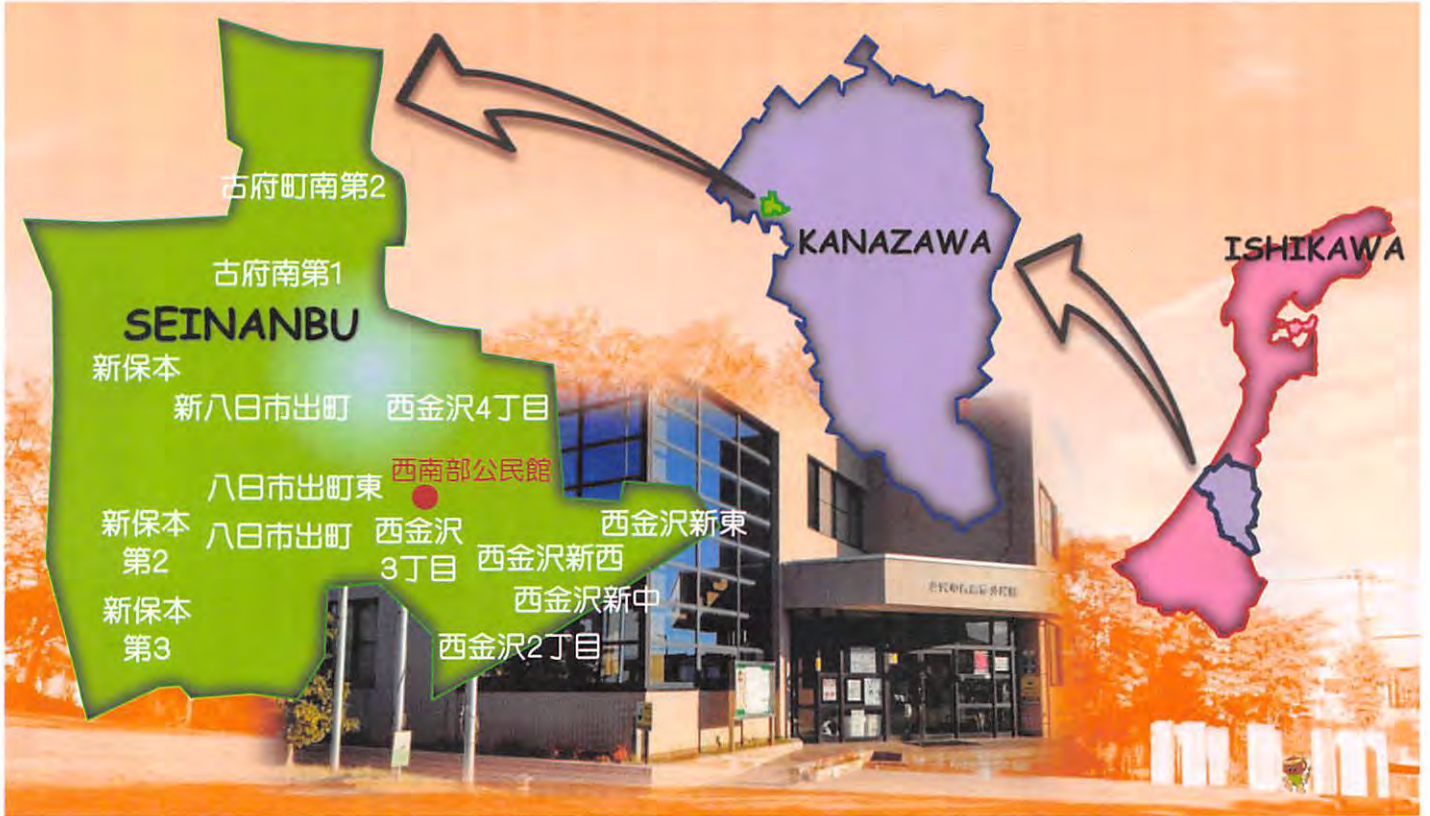 古府町南第2
古府南第1
SEINANBU
新保本
新八日市出町
西金沢4丁目
西南部公民館
八日市出町東
新保本
第2
八日市出町
西金沢
3丁目
西金沢新東
西金沢新西
西金沢新中
新保本
第3
西金沢2丁目
KANAZAWA
ISHIKAWA